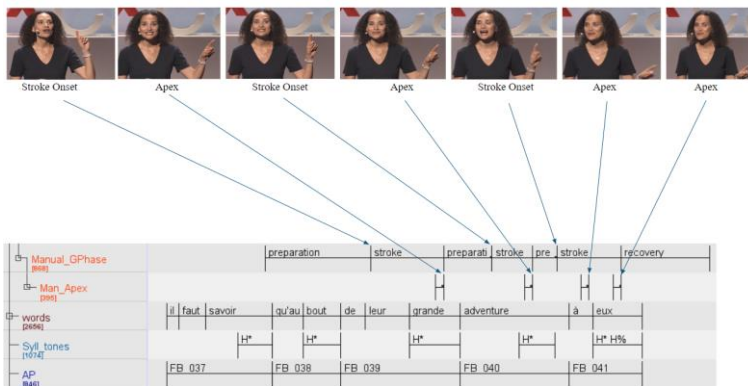 Stroke Onset Apex Stroke Onset Apex Stroke Onset Apex Apex
Manual_GPhase preparation stroke preparati stroke pre stroke recovery
[668]
Man_Apex
[395]
words il faut savoir qu'au bout de leur grande adventure à eux
[2656]
Syll_tones H* H* H* H* H* H%
[1074]
AP FB_037 FB_038 FB_039 FB_040 FB_041
[846]